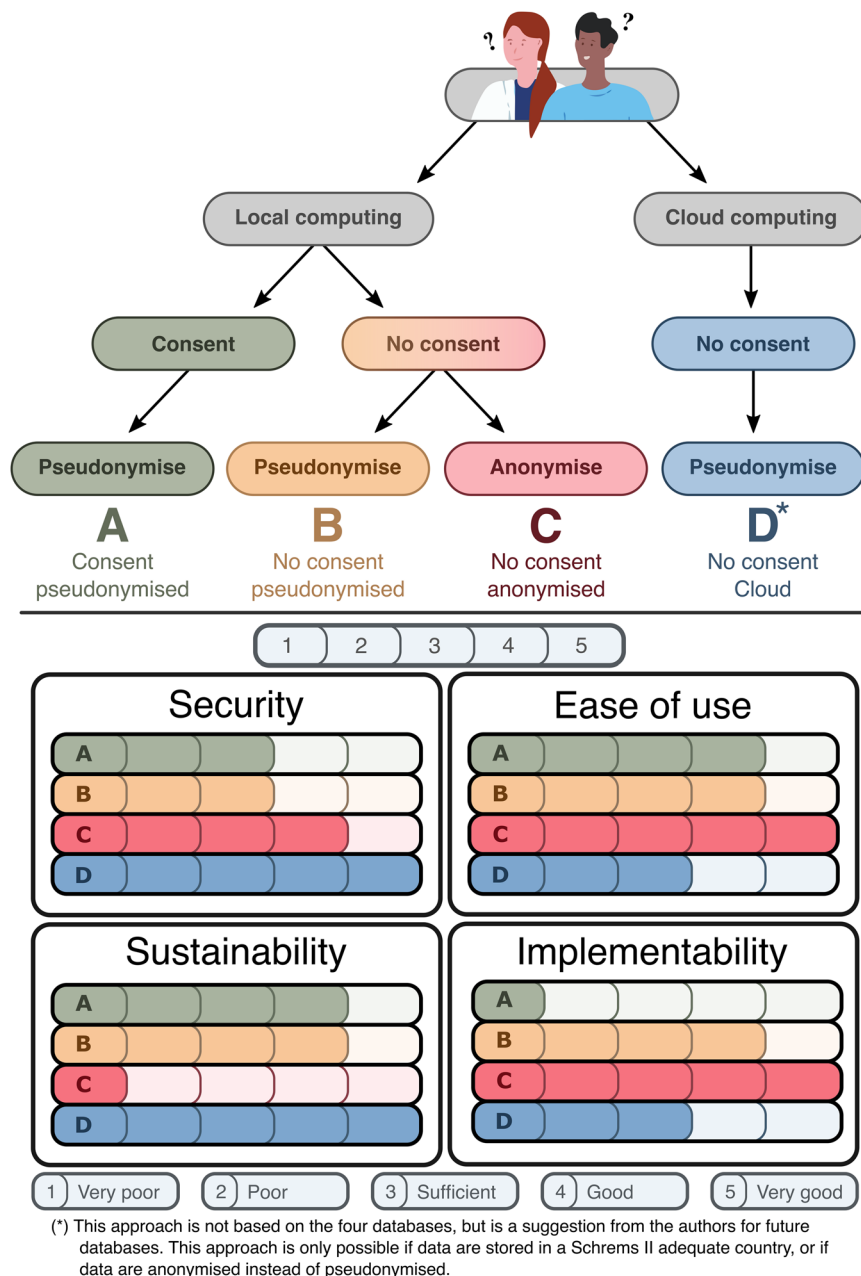 ? ?
Local computing Cloud computing
Consent No consent No consent
Pseudonymise Pseudonymise Anonymise Pseudonymise
A B C D*
Consent No consent No consent No consent
pseudonymised pseudonymised anonymised Cloud
1 2 3 4 5
Security
A
B
C
D
Ease of use
A
B
C
D
Sustainability
A
B
C
D
Implementability
A
B
C
D
1 Very poor 2 Poor 3 Sufficient 4 Good 5 Very good
(*) This approach is not based on the four databases, but is a suggestion from the authors for future
databases. This approach is only possible if data are stored in a Schrems II adequate country, or if
data are anonymised instead of pseudonymised.